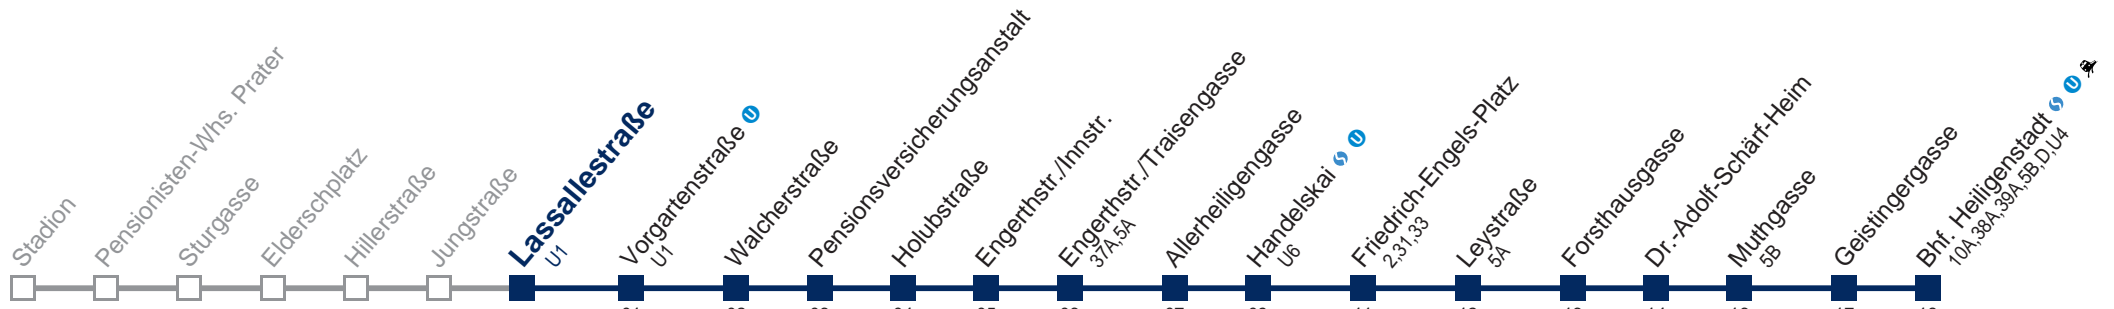 Stadion
Pensionisten-Whs. Prater
Sturgasse
Elderschplatz
Hillerstraße
Jungstraße
Lassallestraße
U1
Vorgartenstraße U
U1
Walcherstraße
Pensionsversicherungsanstalt
Holubstraße
Engerthstr./Innstr.
Engerthstr./Traisengasse
37A,5A
Allerheiligengasse
Handelskai S U
U6
Friedrich-Engels-Platz
2,31,33
Leystraße
5A
Forsthausgasse
Dr.-Adolf-Schärf-Heim
Muthgasse
5B
Geistingergasse
Bhf. Heiligenstadt S U
10A,38A,39A,5B,D,U4